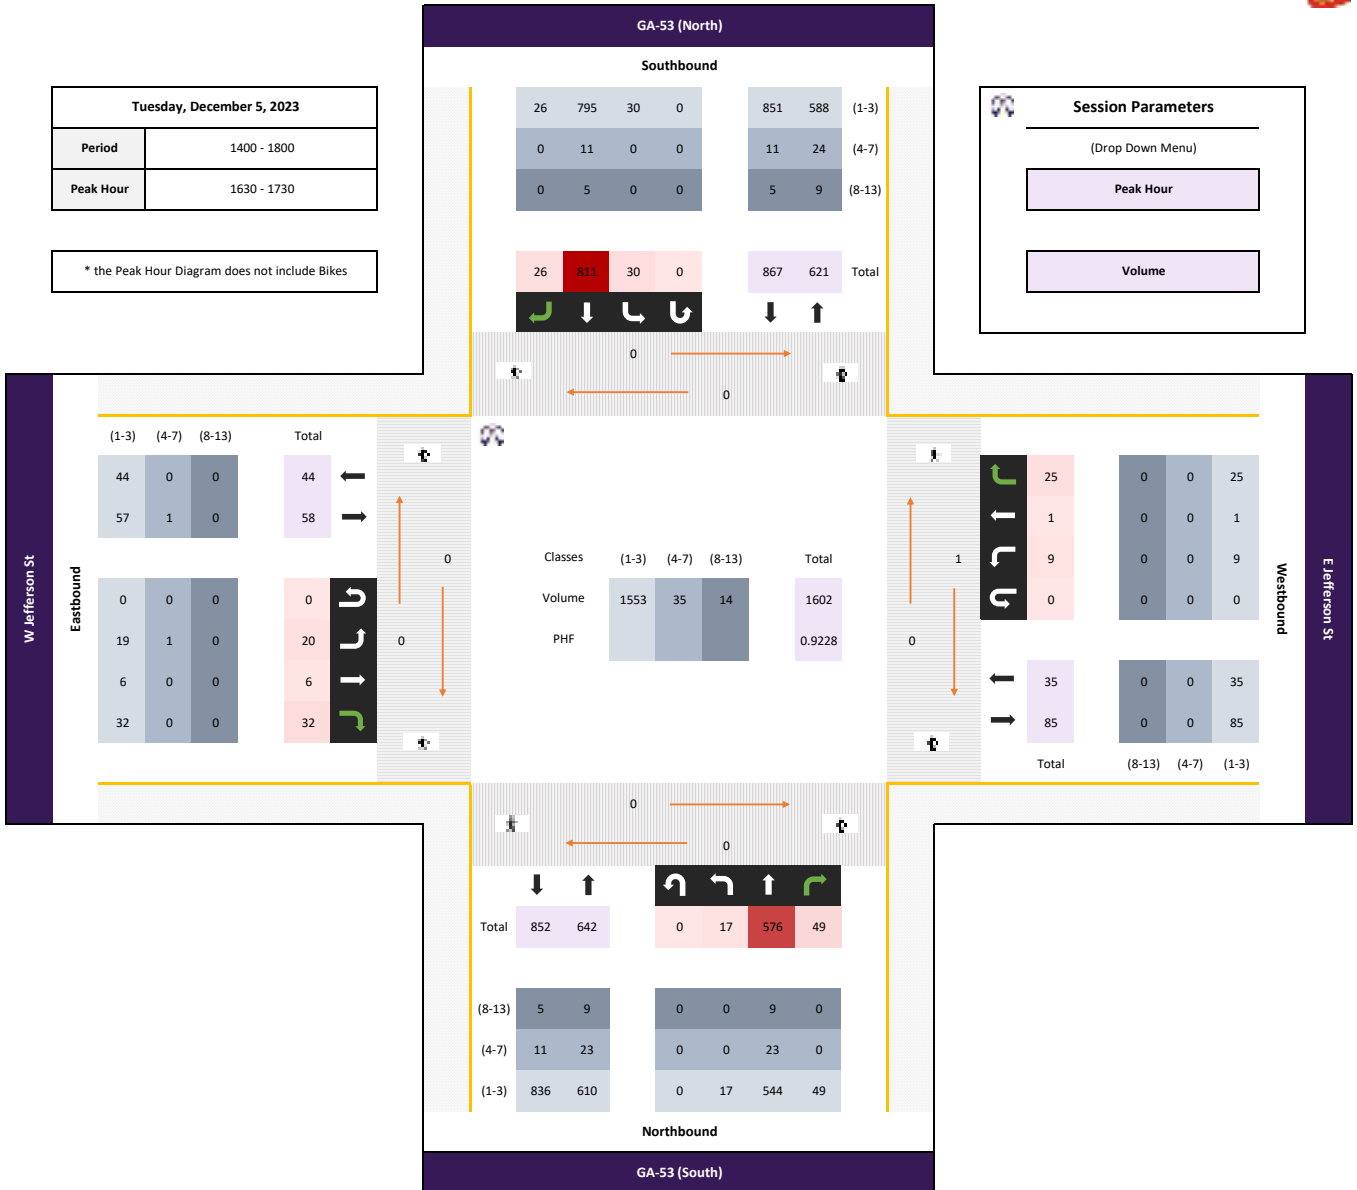 GA-53 (North)
Southbound
Tuesday, December 5, 2023
Period 1400 - 1800
Peak Hour 1630 - 1730
* the Peak Hour Diagram does not include Bikes
Session Parameters
(Drop Down Menu)
Peak Hour
Volume
26 795 30 0 851 588 (1-3)
0 11 0 0 11 24 (4-7)
0 5 0 0 5 9 (8-13)
26 811 30 0 867 621 Total
0
0
W Jefferson St
Eastbound
(1-3) (4-7) (8-13) Total
44 0 0 44
57 1 0 58
0 0 0 0
19 1 0 20
6 0 0 6
32 0 0 32
0
0
Classes (1-3) (4-7) (8-13) Total
Volume 1553 35 14 1602
PHF 0.9228
1
0
25 0 0 25
1 0 0 1
9 0 0 9
0 0 0 0
35 0 0 35
85 0 0 85
Total (8-13) (4-7) (1-3)
Westbound
E Jefferson St
0
0
Total 852 642 0 17 576 49
(8-13) 5 9 0 0 9 0
(4-7) 11 23 0 0 23 0
(1-3) 836 610 0 17 544 49
Northbound
GA-53 (South)